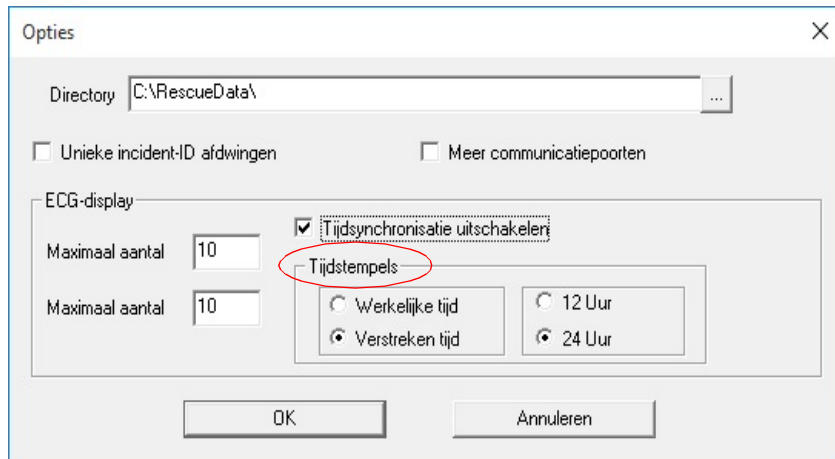 Opties
Directory C:\RescueData\ ...
Unieke incident-ID afdwingen Meer communicatiepoorten
ECG-display
Tijdsynchronisatie uitschakelen
Maximaal aantal 10
Tijdstempels
Maximaal aantal 10
Werkelijke tijd 12 Uur
Verstreken tijd 24 Uur
OK Annuleren